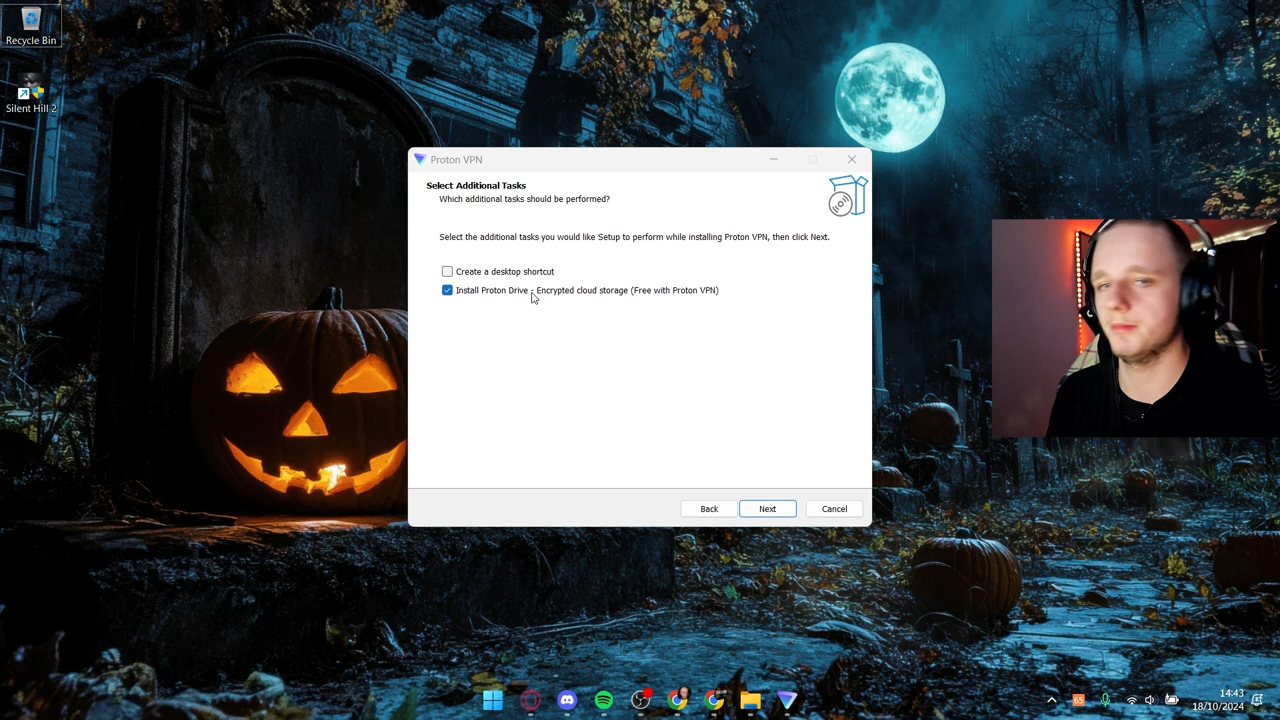 Recycle Bin
Silent Hill 2
Proton VPN
Select Additional Tasks
Which additional tasks should be performed?
Select the additional tasks you would like Setup to perform while installing Proton VPN, then click Next.
Create a desktop shortcut
Install Proton Drive - Encrypted cloud storage (Free with Proton VPN)
Back
Next
Cancel
65
14:43
18/10/2024